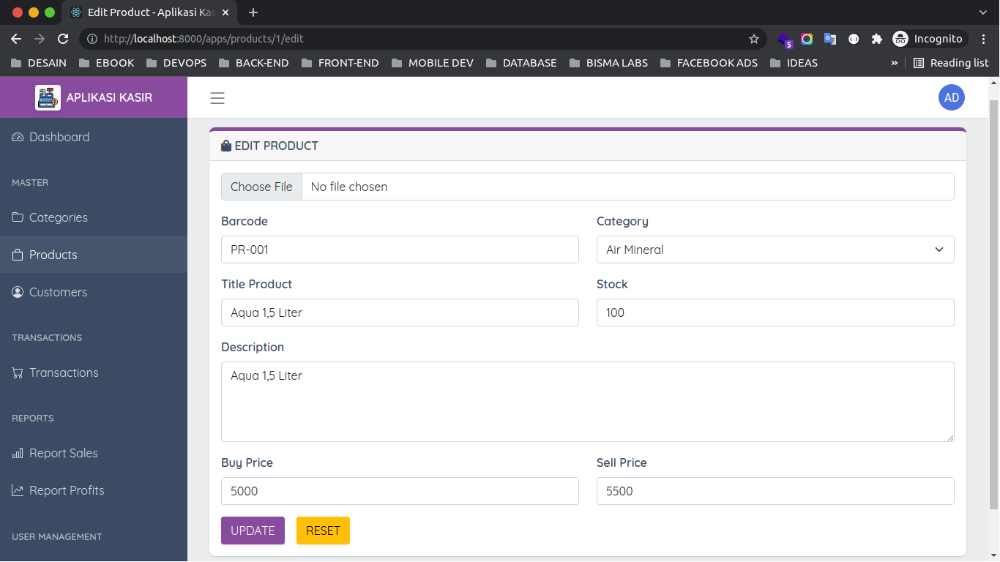 Edit Product - Aplikasi Kas
http://localhost:8000/apps/products/1/edit
5
Incognito
DESAIN EBOOK DEVOPS BACK-END FRONT-END MOBILE DEV DATABASE BISMA LABS FACEBOOK ADS IDEAS » Reading list
APLIKASI KASIR
AD
Dashboard
MASTER
Categories
Products
Customers
TRANSACTIONS
Transactions
REPORTS
Report Sales
Report Profits
USER MANAGEMENT
EDIT PRODUCT
Choose File No file chosen
Barcode Category
PR-001 Air Mineral
Title Product Stock
Aqua 1,5 Liter 100
Description
Aqua 1,5 Liter
Buy Price Sell Price
5000 5500
UPDATE RESET